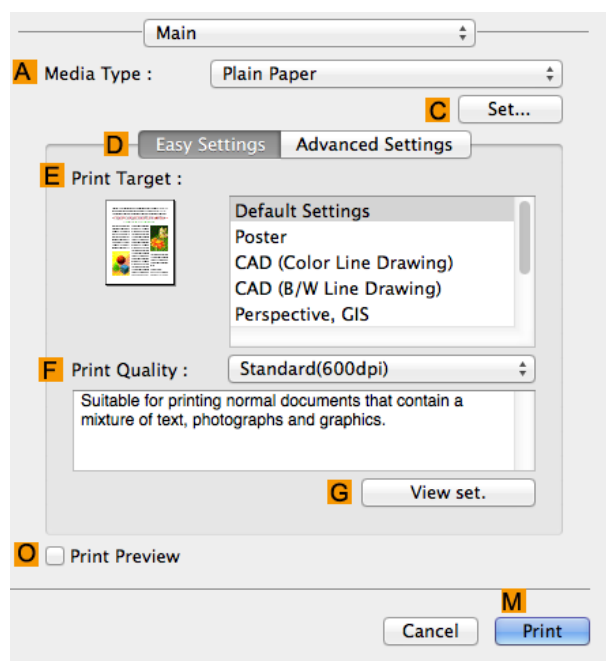 Main
A Media Type : Plain Paper
C Set...
D Easy Settings Advanced Settings
E Print Target :
Default Settings
Poster
CAD (Color Line Drawing)
CAD (B/W Line Drawing)
Perspective, GIS
F Print Quality : Standard(600dpi)
Suitable for printing normal documents that contain a
mixture of text, photographs and graphics.
G View set.
O Print Preview
M
Cancel Print